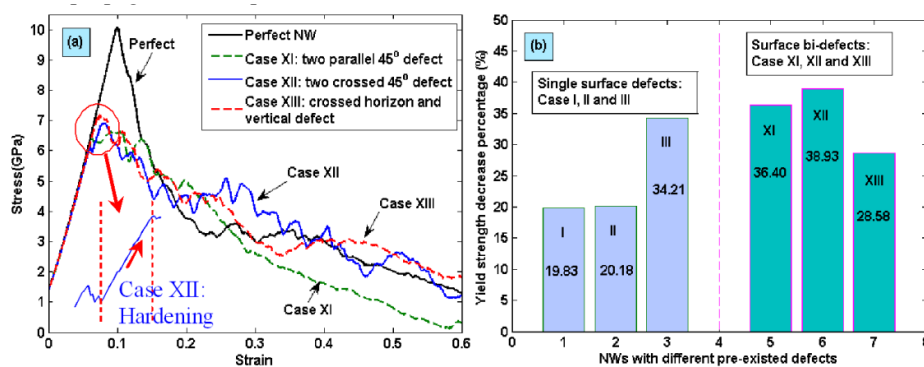 (a)
Perfect
Perfect NW
Case XI: two parallel 45⁰ defect
Case XII: two crossed 45⁰ defect
Case XIII: crossed horizon and
vertical defect
Case XII
Case XIII
Case XI
Case XII:
Hardening
Stress(GPa)
10
9
8
7
6
5
4
3
2
1
0
0 0.1 0.2 0.3 0.4 0.5 0.6
Strain
(b)
Single surface defects:
Case I, II and III
Surface bi-defects:
Case XI, XII and XIII
I
19.83
II
20.18
III
34.21
XI
36.40
XII
38.93
XIII
28.58
Yield strength decrease percentage (%)
50
45
40
35
30
25
20
15
10
5
0
0 1 2 3 4 5 6 7 8
NWs with different pre-existed defects